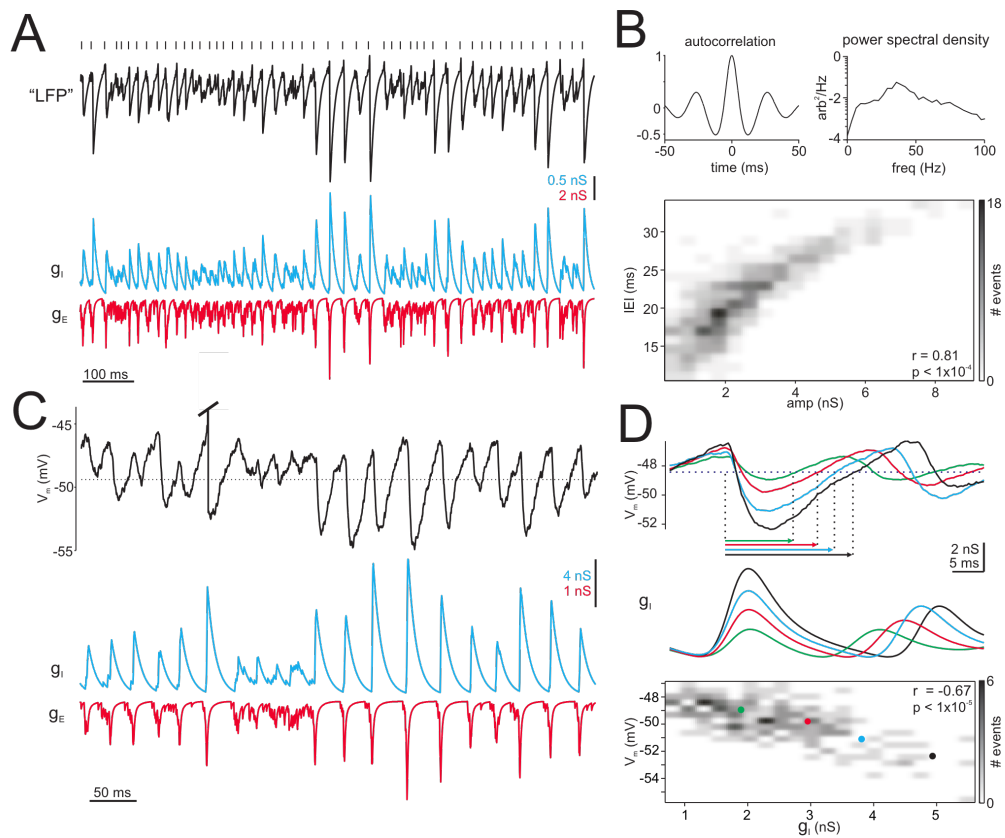 A
"LFP"
0.5 nS
2 nS
gI
gE
100 ms
B
autocorrelation
power spectral density
1
0
-0.5
-50
0
50
time (ms)
arb²/Hz
0
-2
-4
0
50
100
freq (Hz)
IEI (ms)
30
25
20
15
2
4
6
8
amp (nS)
r = 0.81
p < 1x10⁻⁴
18
0
# events
C
-45
-50
-55
Vm (mV)
4 nS
1 nS
gI
gE
50 ms
D
-48
-50
-52
Vm (mV)
2 nS
5 ms
gI
-48
-50
-52
-54
Vm (mV)
r = -0.67
p < 1x10⁻⁵
6
0
# events
1
2
3
4
5
gI (nS)